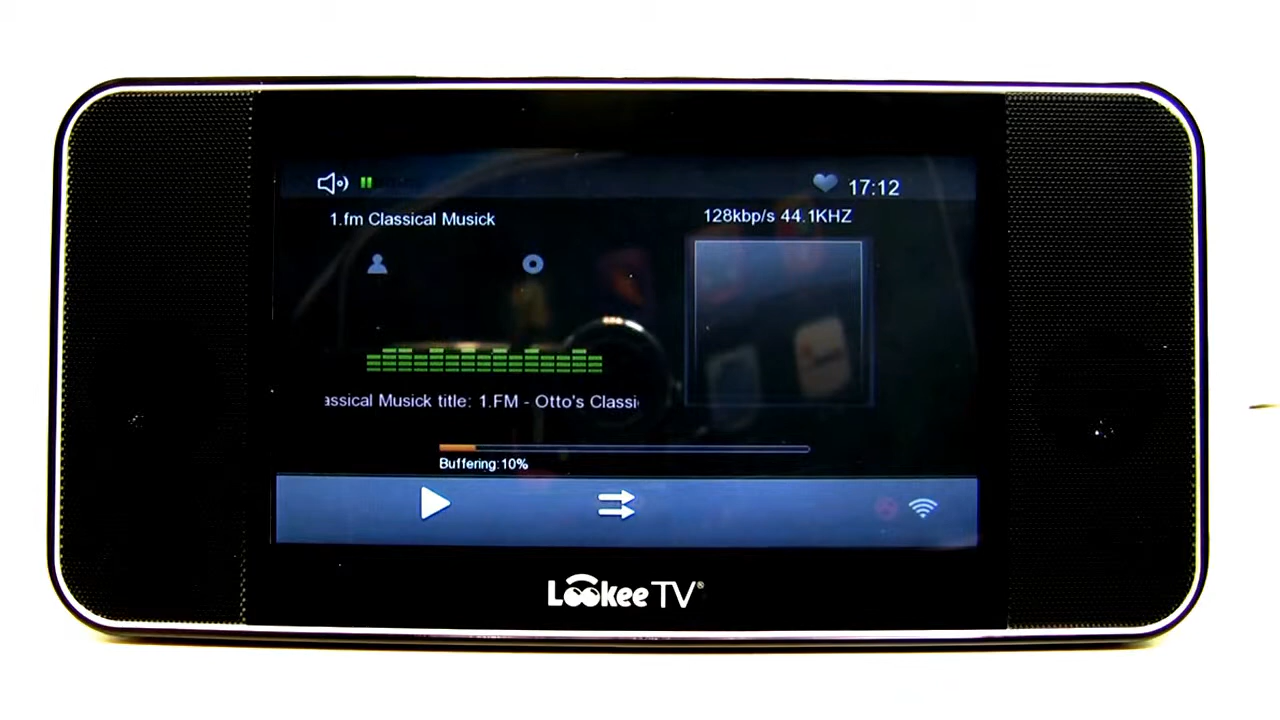 17:12
1.fm Classical Musick
128kbp/s 44.1KHZ
assical Musick title: 1.FM - Otto's Classi
Buffering:10%
LookeeTV®